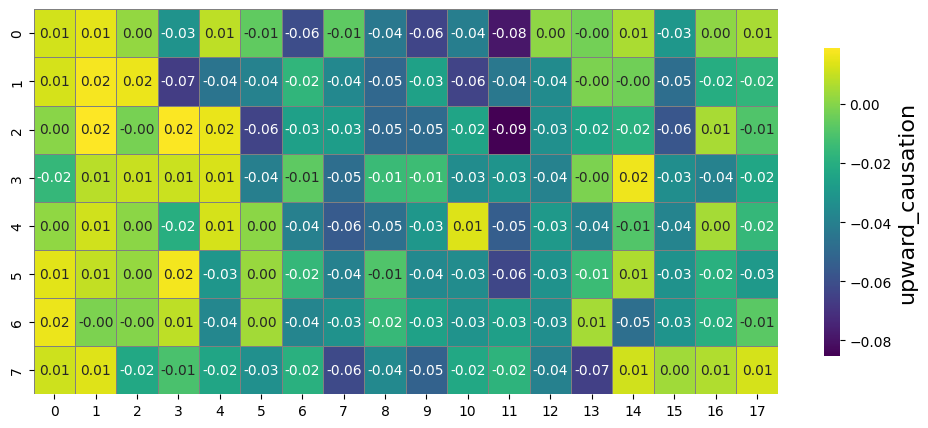 0 0.01 0.01 0.00 -0.03 0.01 -0.01 -0.06 -0.01 -0.04 -0.06 -0.04 -0.08 0.00 -0.00 0.01 -0.03 0.00 0.01
1 0.01 0.02 0.02 -0.07 -0.04 -0.04 -0.02 -0.04 -0.05 -0.03 -0.06 -0.04 -0.04 -0.00 -0.00 -0.05 -0.02 -0.02
2 0.00 0.02 -0.00 0.02 0.02 -0.06 -0.03 -0.03 -0.05 -0.05 -0.02 -0.09 -0.03 -0.02 -0.02 -0.06 0.01 -0.01
3 -0.02 0.01 0.01 0.01 0.01 -0.04 -0.01 -0.05 -0.01 -0.01 -0.03 -0.03 -0.04 -0.00 0.02 -0.03 -0.04 -0.02
4 0.00 0.01 0.00 -0.02 0.01 0.00 -0.04 -0.06 -0.05 -0.03 0.01 -0.05 -0.03 -0.04 -0.01 -0.04 0.00 -0.02
5 0.01 0.01 0.00 0.02 -0.03 0.00 -0.02 -0.04 -0.01 -0.04 -0.03 -0.06 -0.03 -0.01 0.01 -0.03 -0.02 -0.03
6 0.02 -0.00 -0.00 0.01 -0.04 0.00 -0.04 -0.03 -0.02 -0.03 -0.03 -0.03 -0.03 0.01 -0.05 -0.03 -0.02 -0.01
7 0.01 0.01 -0.02 -0.01 -0.02 -0.03 -0.02 -0.06 -0.04 -0.05 -0.02 -0.02 -0.04 -0.07 0.01 0.00 0.01 0.01
0 1 2 3 4 5 6 7 8 9 10 11 12 13 14 15 16 17
0.00
-0.02
-0.04
-0.06
-0.08
upward_causation